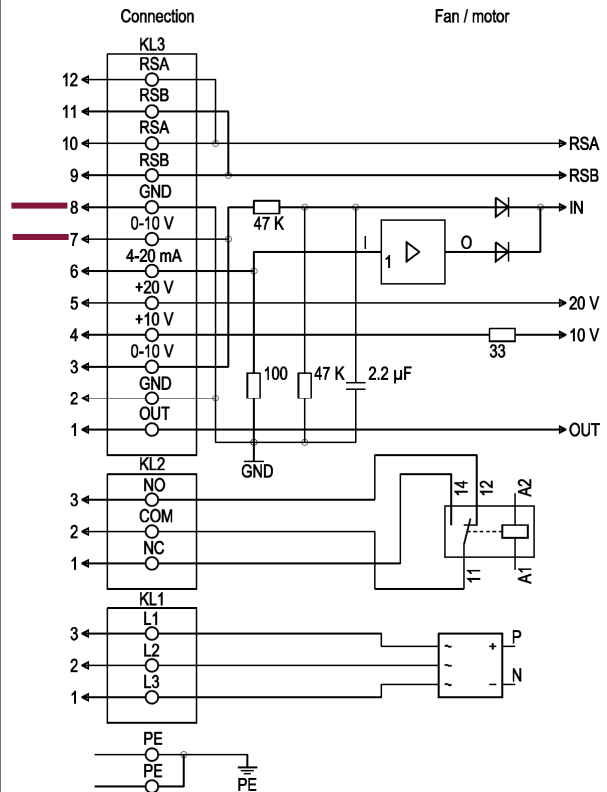 Connection Fan / motor
KL3
RSA
12
RSB
11
RSA
10 RSA
RSB
9 RSB
GND
8 IN
0-10 V
47 K
7
4-20 mA
I 1 O
6
+20 V
5 20 V
+10 V
4 10 V
33
0-10 V
3
100 47 K 2.2 µF
GND
2
OUT
1 OUT
GND
KL2
NO
3
14 12 A2
COM
2
NC
1
11 A1
KL1
L1
3
+ P
L2
2 ~ ~ ~
L3
1
– N
PE
PE
PE